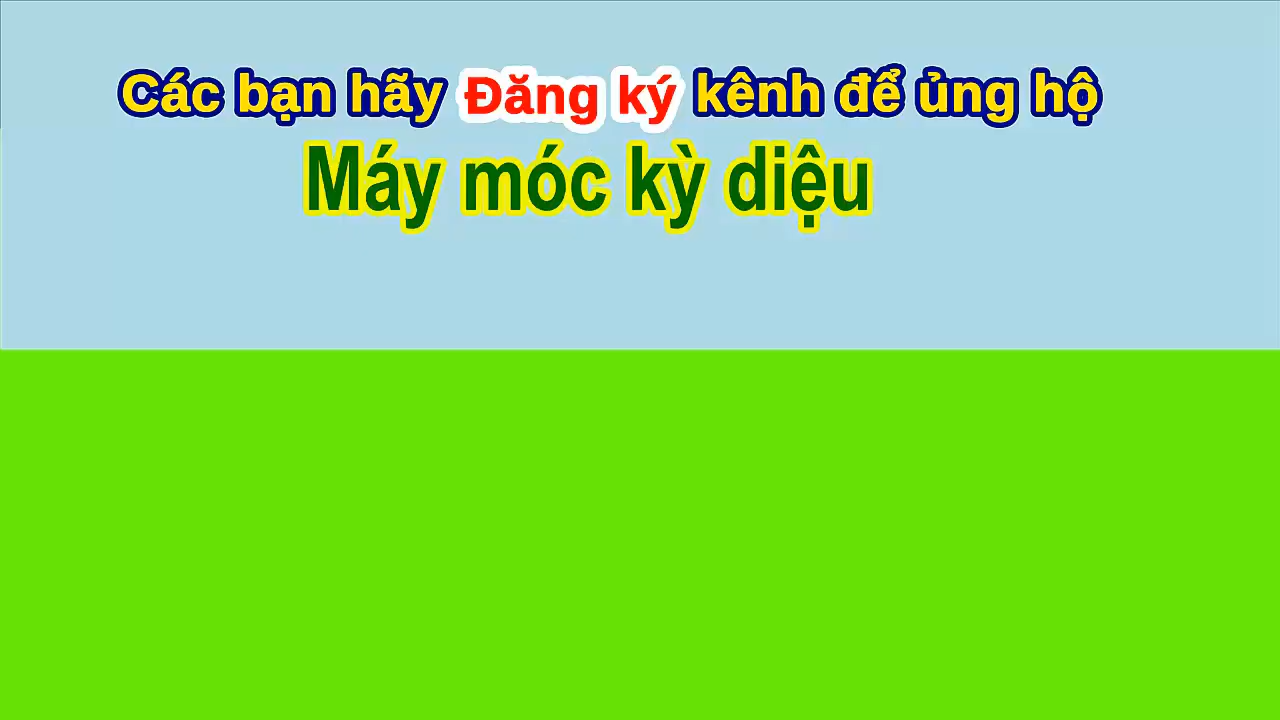 Các bạn hãy Đăng ký kênh để ủng hộ
Máy móc kỳ diệu